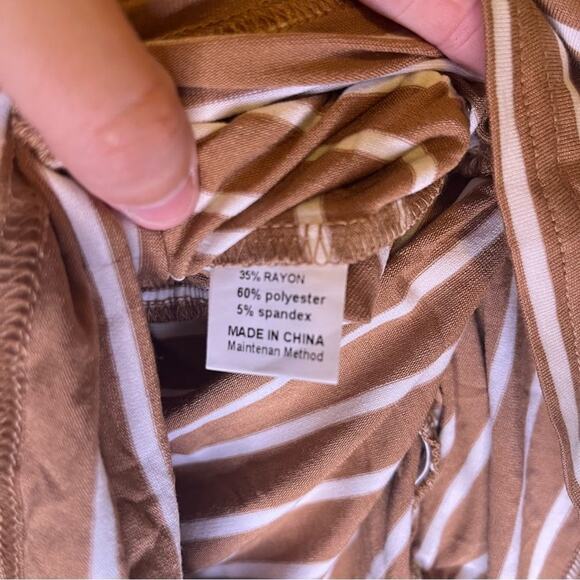 35% RAYON
60% polyester
5% spandex
MADE IN CHINA
Maintenan Method